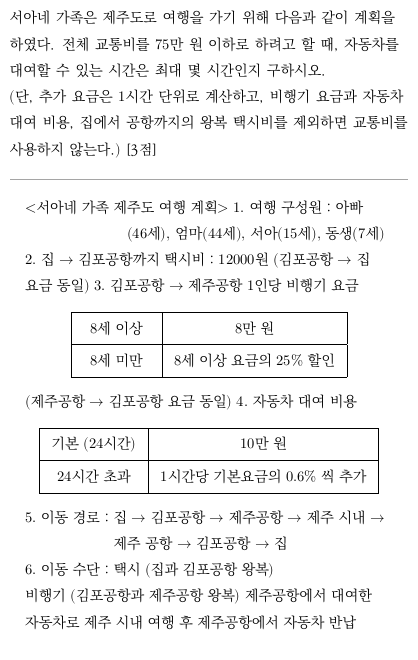 서아네 가족은 제주도로 여행을 가기 위해 다음과 같이 계획을
하였다. 전체 교통비를 75만 원 이하로 하려고 할 때, 자동차를
대여할 수 있는 시간은 최대 몇 시간인지 구하시오.
(단, 추가 요금은 1시간 단위로 계산하고, 비행기 요금과 자동차
대여 비용, 집에서 공항까지의 왕복 택시비를 제외하면 교통비를
사용하지 않는다.) [3점]
<서아네 가족 제주도 여행 계획> 1. 여행 구성원 : 아빠
(46세), 엄마(44세), 서아(15세), 동생(7세)
2. 집 → 김포공항까지 택시비 : 12000원 (김포공항 → 집
요금 동일) 3. 김포공항 → 제주공항 1인당 비행기 요금
8세 이상 8만 원
8세 미만 8세 이상 요금의 25% 할인
(제주공항 → 김포공항 요금 동일) 4. 자동차 대여 비용
기본 (24시간) 10만 원
24시간 초과 1시간당 기본요금의 0.6% 씩 추가
5. 이동 경로 : 집 → 김포공항 → 제주공항 → 제주 시내 →
제주 공항 → 김포공항 → 집
6. 이동 수단 : 택시 (집과 김포공항 왕복)
비행기 (김포공항과 제주공항 왕복) 제주공항에서 대여한
자동차로 제주 시내 여행 후 제주공항에서 자동차 반납